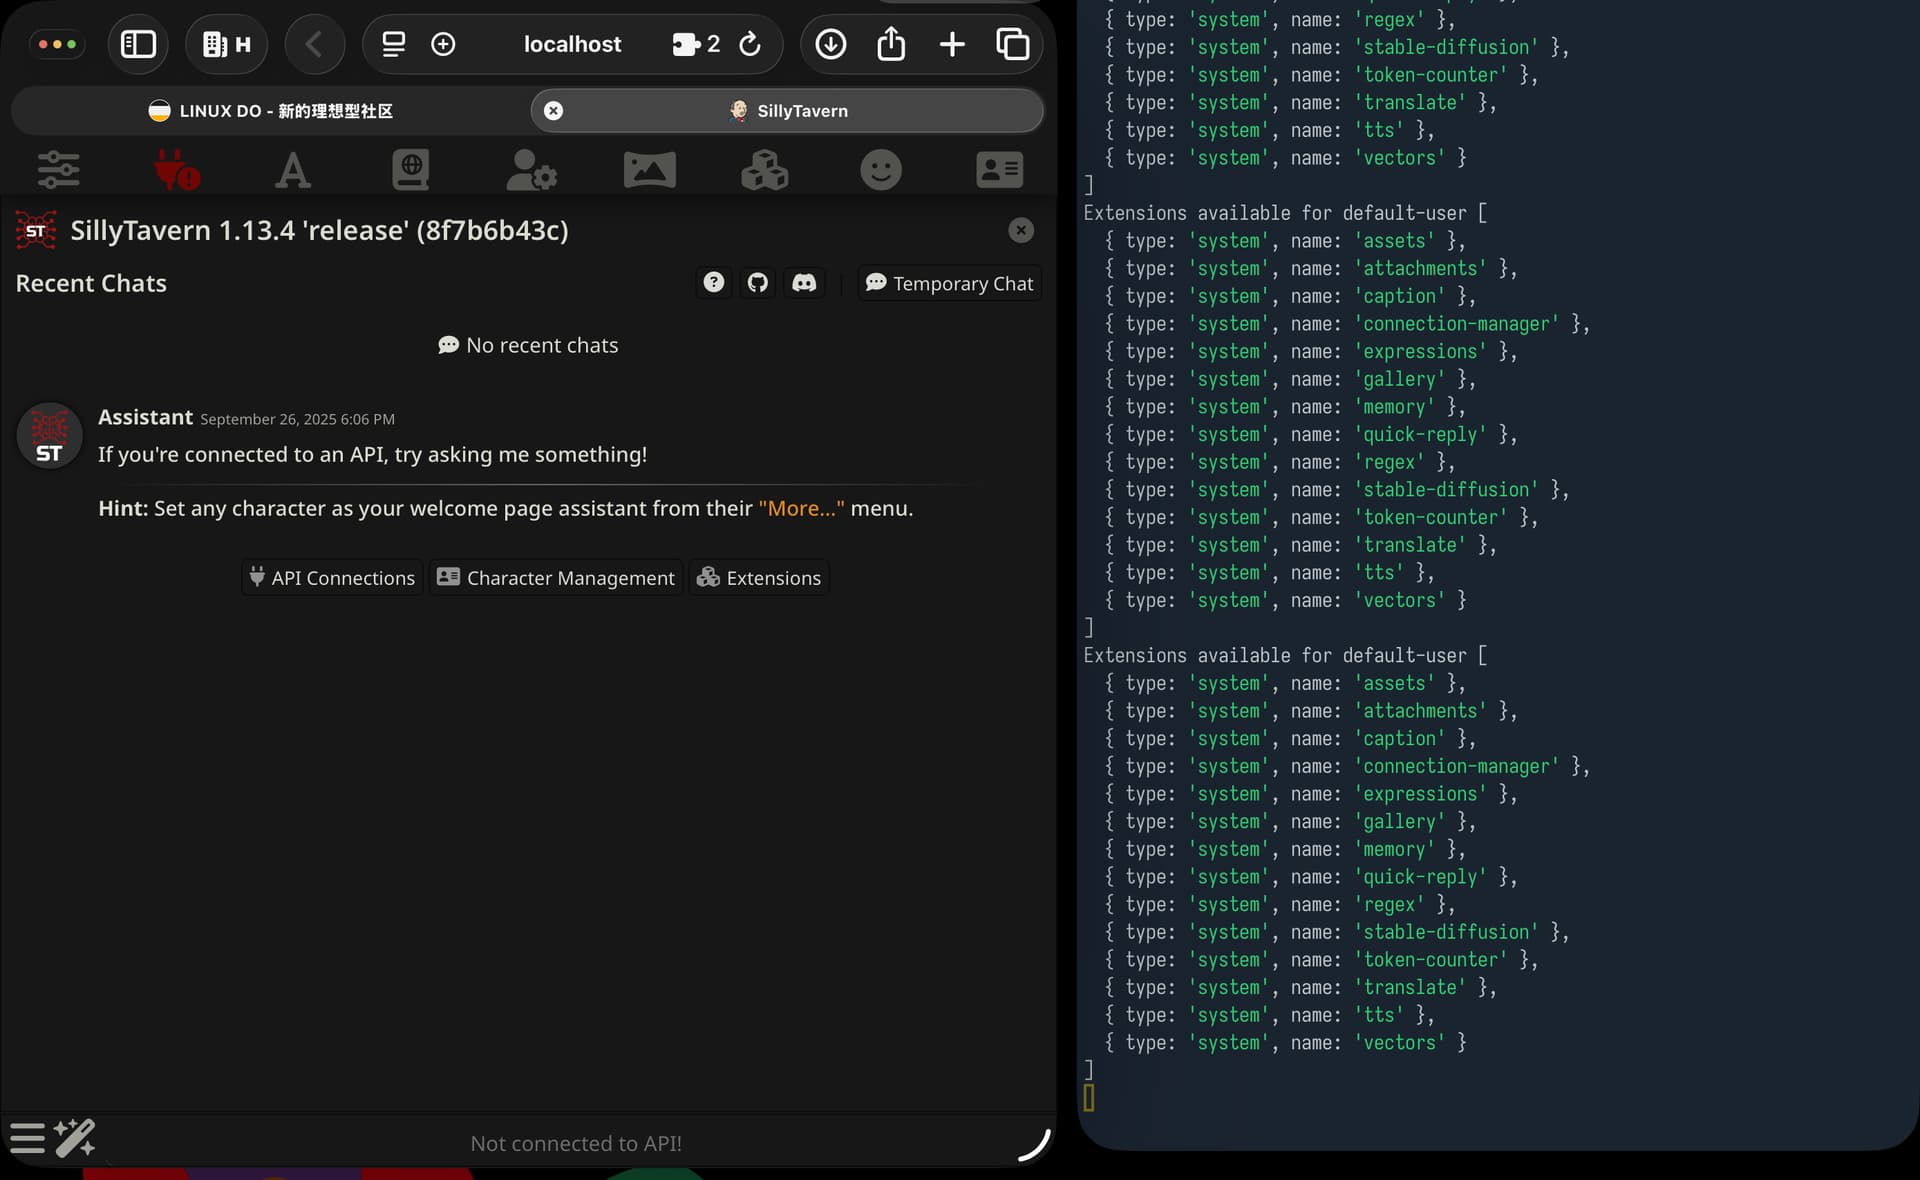 H
localhost
2
LINUX DO - 新的理想型社区
SillyTavern
ST
SillyTavern 1.13.4 'release' (8f7b6b43c)
Recent Chats
Temporary Chat
No recent chats
ST
Assistant September 26, 2025 6:06 PM
If you're connected to an API, try asking me something!
Hint: Set any character as your welcome page assistant from their "More..." menu.
API Connections
Character Management
Extensions
Not connected to API!
{ type: 'system', name: 'regex' },
{ type: 'system', name: 'stable-diffusion' },
{ type: 'system', name: 'token-counter' },
{ type: 'system', name: 'translate' },
{ type: 'system', name: 'tts' },
{ type: 'system', name: 'vectors' }
]
Extensions available for default-user [
{ type: 'system', name: 'assets' },
{ type: 'system', name: 'attachments' },
{ type: 'system', name: 'caption' },
{ type: 'system', name: 'connection-manager' },
{ type: 'system', name: 'expressions' },
{ type: 'system', name: 'gallery' },
{ type: 'system', name: 'memory' },
{ type: 'system', name: 'quick-reply' },
{ type: 'system', name: 'regex' },
{ type: 'system', name: 'stable-diffusion' },
{ type: 'system', name: 'token-counter' },
{ type: 'system', name: 'translate' },
{ type: 'system', name: 'tts' },
{ type: 'system', name: 'vectors' }
]
Extensions available for default-user [
{ type: 'system', name: 'assets' },
{ type: 'system', name: 'attachments' },
{ type: 'system', name: 'caption' },
{ type: 'system', name: 'connection-manager' },
{ type: 'system', name: 'expressions' },
{ type: 'system', name: 'gallery' },
{ type: 'system', name: 'memory' },
{ type: 'system', name: 'quick-reply' },
{ type: 'system', name: 'regex' },
{ type: 'system', name: 'stable-diffusion' },
{ type: 'system', name: 'token-counter' },
{ type: 'system', name: 'translate' },
{ type: 'system', name: 'tts' },
{ type: 'system', name: 'vectors' }
]